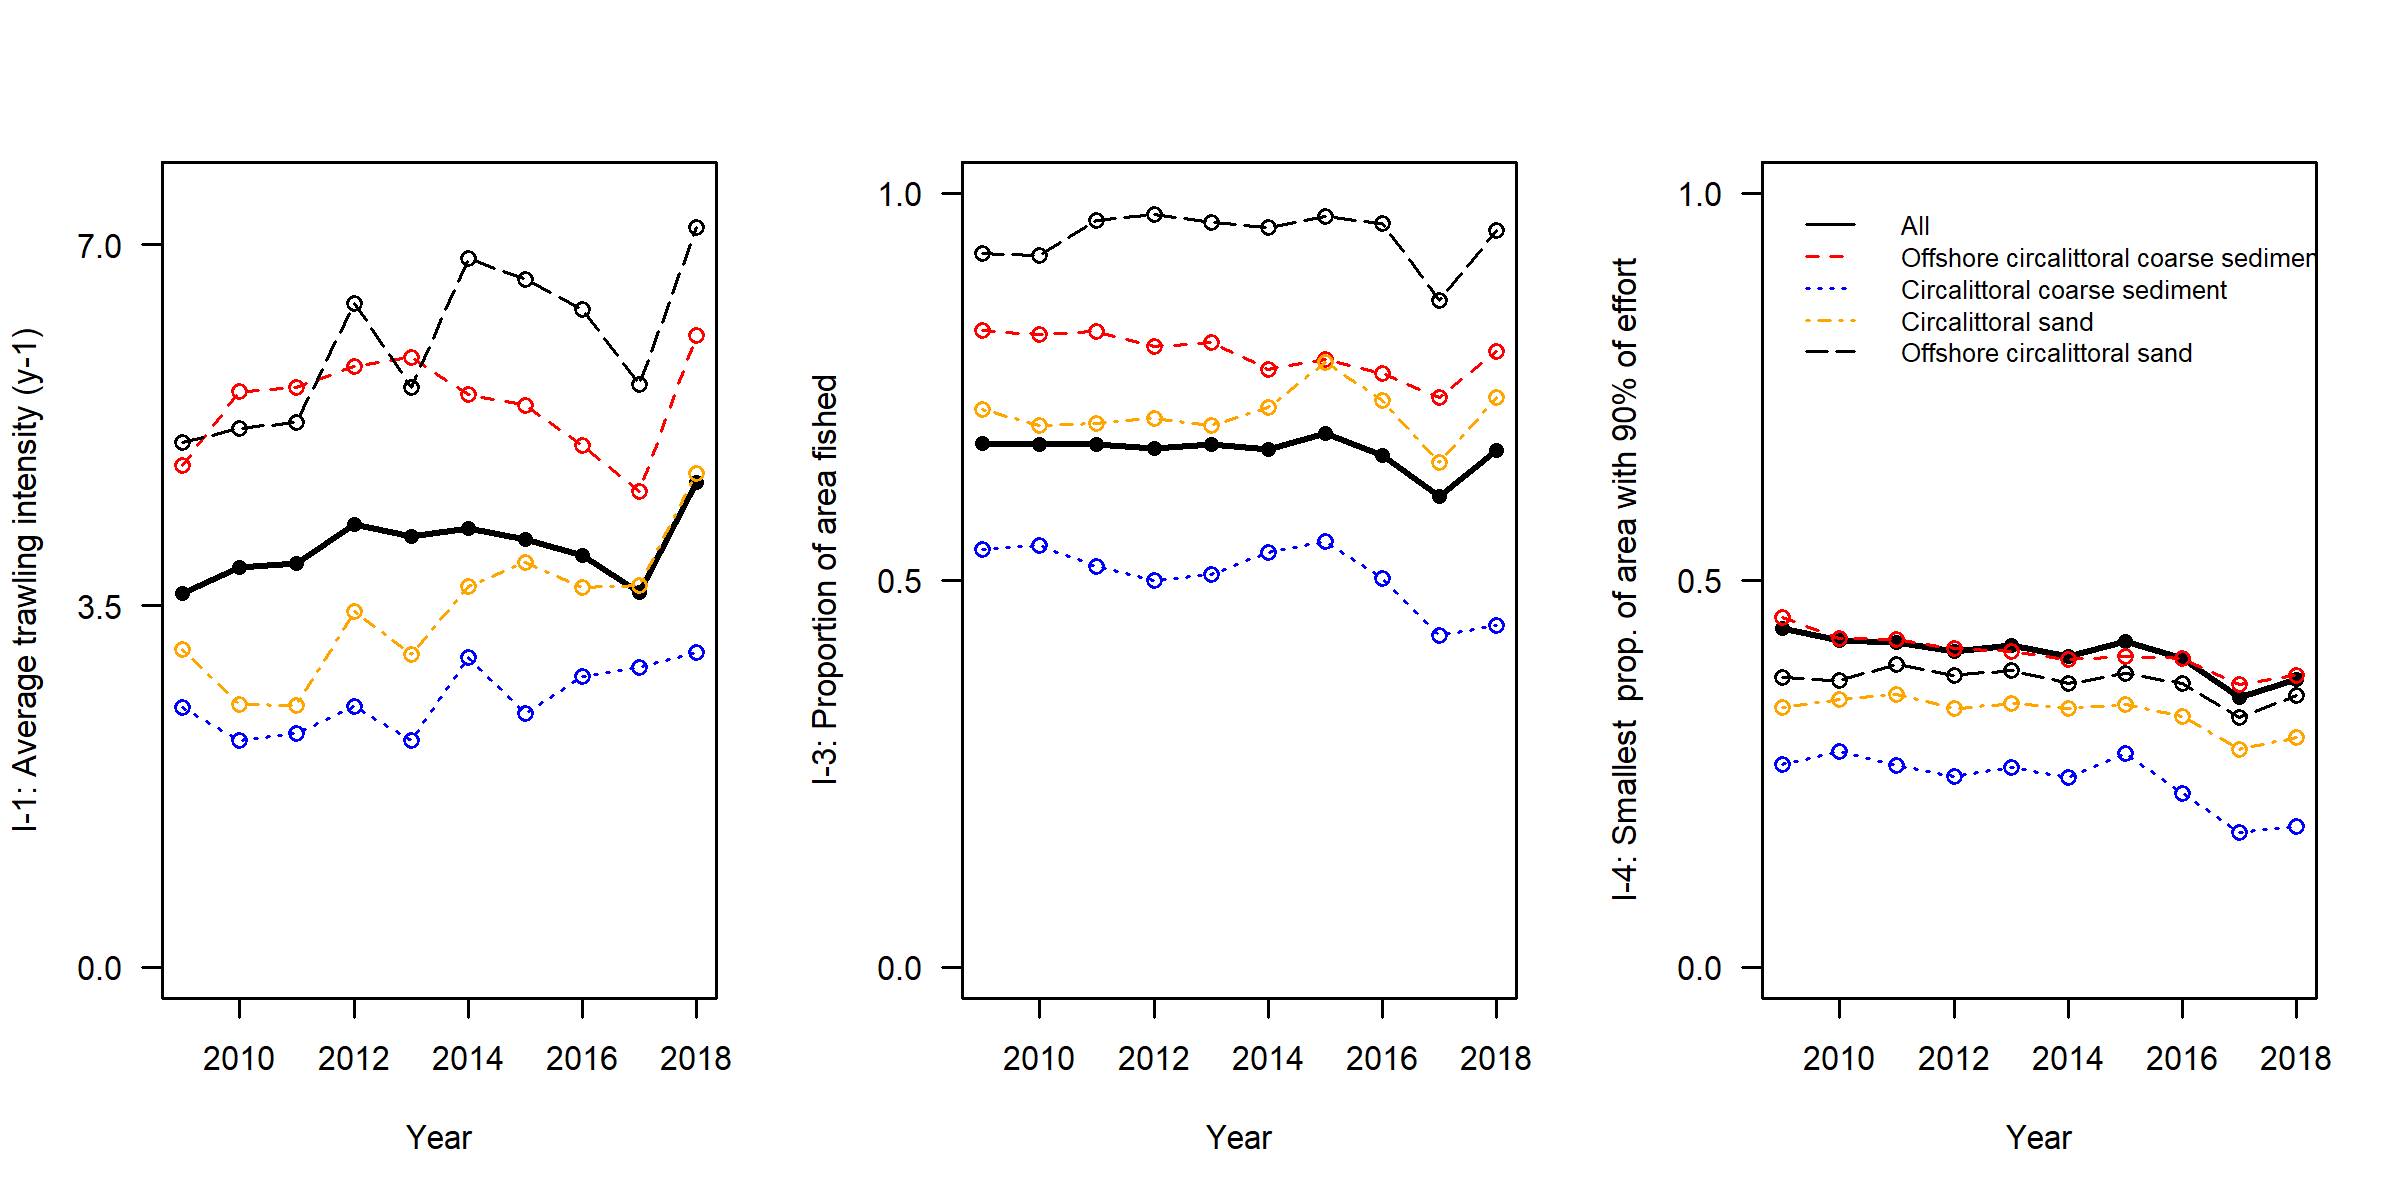 I-1: Average trawling intensity (y-1)
7.0
3.5
0.0
2010 2012 2014 2016 2018
Year
I-3: Proportion of area fished
1.0
0.5
0.0
2010 2012 2014 2016 2018
Year
I-4: Smallest prop. of area with 90% of effort
1.0
0.5
0.0
All
Offshore circalittoral coarse sedimen
Circalittoral coarse sediment
Circalittoral sand
Offshore circalittoral sand
2010 2012 2014 2016 2018
Year